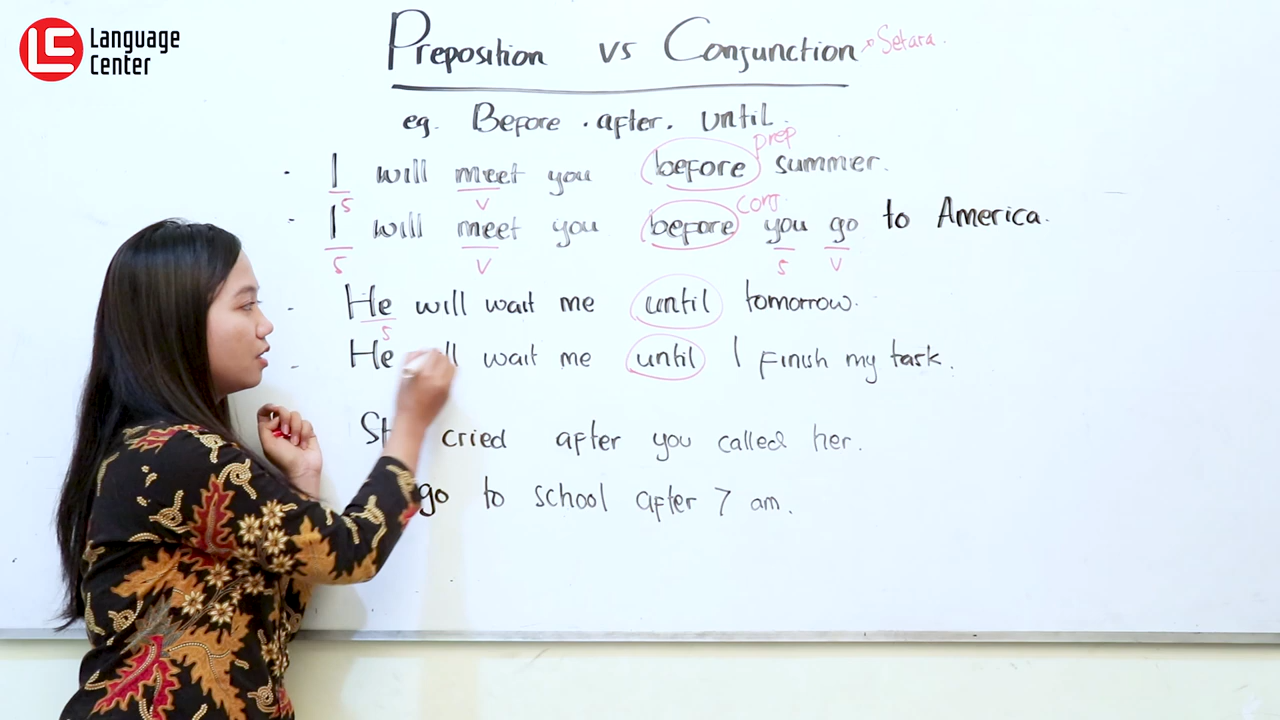 LC Language Center
Preposition vs Conjunction * Setara.
eg. Before . after . until.
prep
- I will meet you before summer.
S V
conj
- I will meet you before you go to America.
S V S V
- He will wait me until tomorrow.
S
- He wait me until I finish my task.
cried after you called her.
go to school after 7 am.